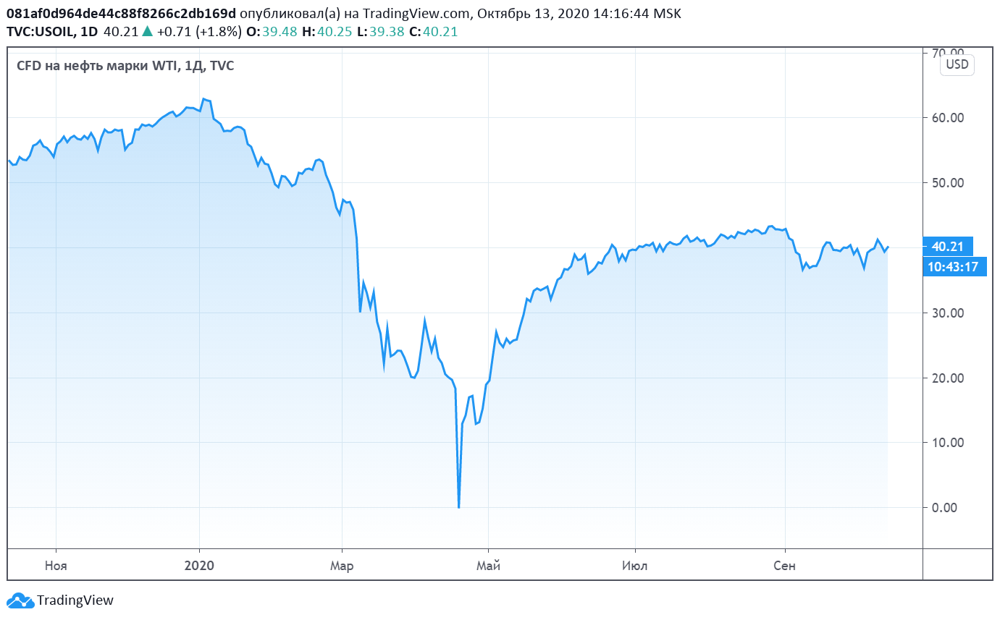 081af0d964de44c88f8266c2db169d опубликовал(а) на TradingView.com, Октябрь 13, 2020 14:16:44 MSK
TVC:USOIL, 1D 40.21 ▲ +0.71 (+1.8%) O:39.48 H:40.25 L:39.38 C:40.21
CFD на нефть марки WTI, 1Д, TVC
70.00
USD
60.00
50.00
40.21
10:43:17
30.00
20.00
10.00
0.00
Ноя 2020 Мар Май Июл Сен
TradingView